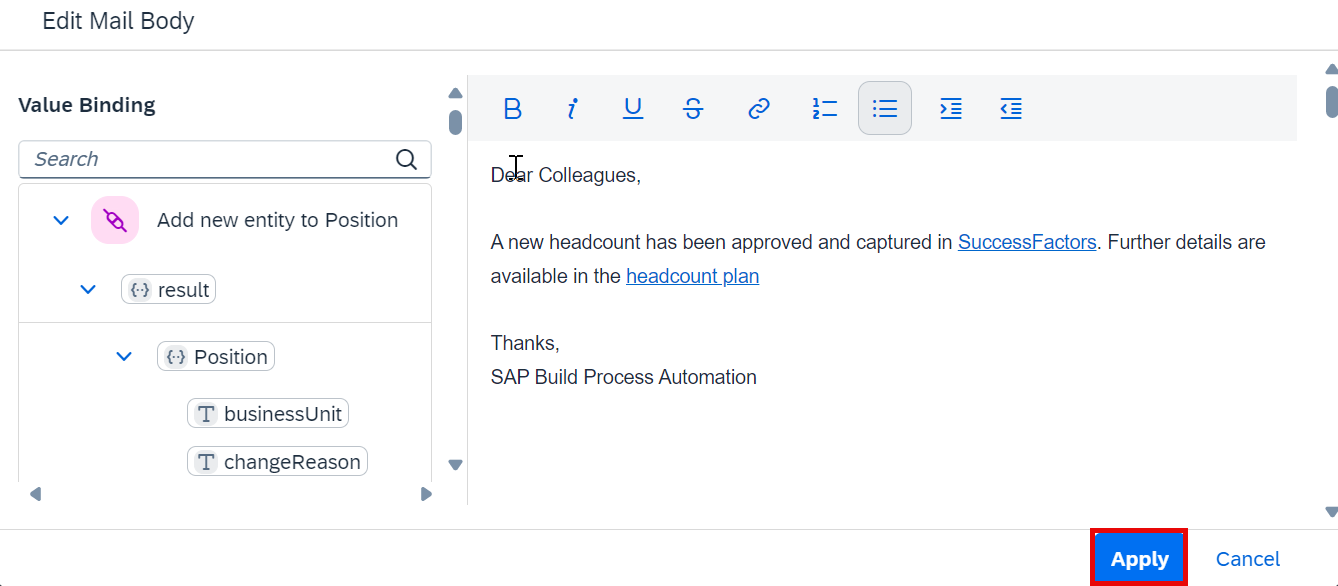 Edit Mail Body
Value Binding
Search
Add new entity to Position
result
Position
businessUnit
changeReason
B i U S
Dear Colleagues,
A new headcount has been approved and captured in SuccessFactors. Further details are
available in the headcount plan
Thanks,
SAP Build Process Automation
Apply Cancel